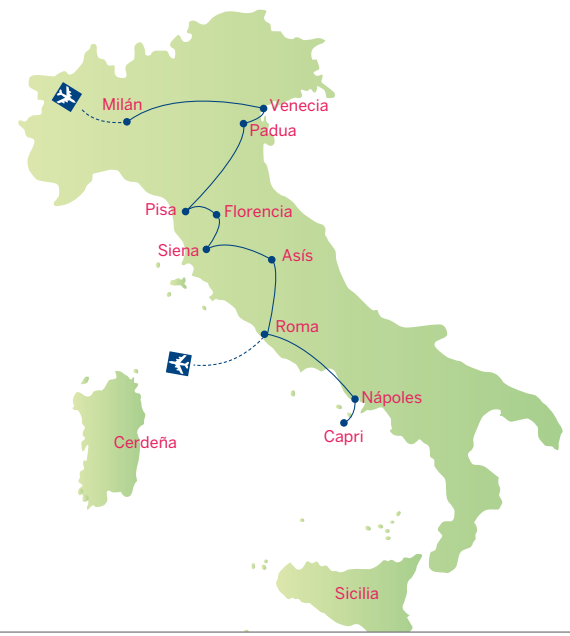 Milán
Venecia
Padua
Pisa
Florencia
Siena
Asís
Roma
Nápoles
Capri
Cerdeña
Sicilia